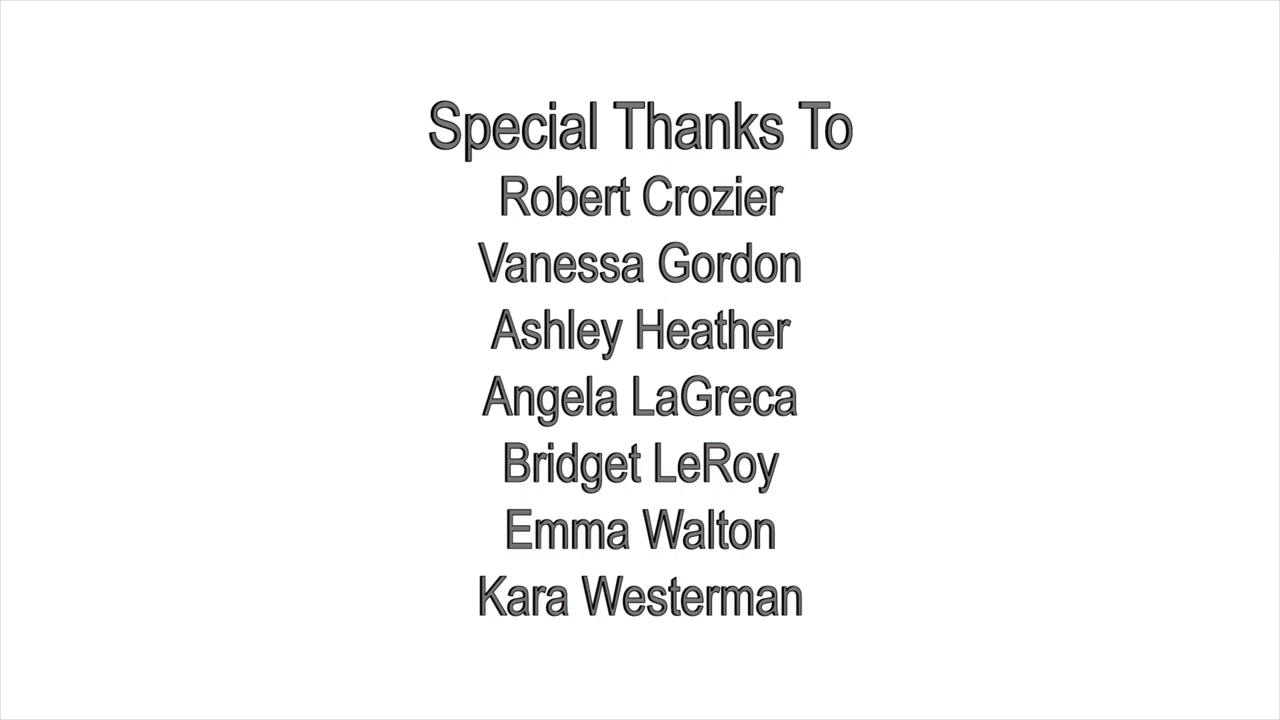 Special Thanks To
Robert Crozier
Vanessa Gordon
Ashley Heather
Angela LaGreca
Bridget LeRoy
Emma Walton
Kara Westerman